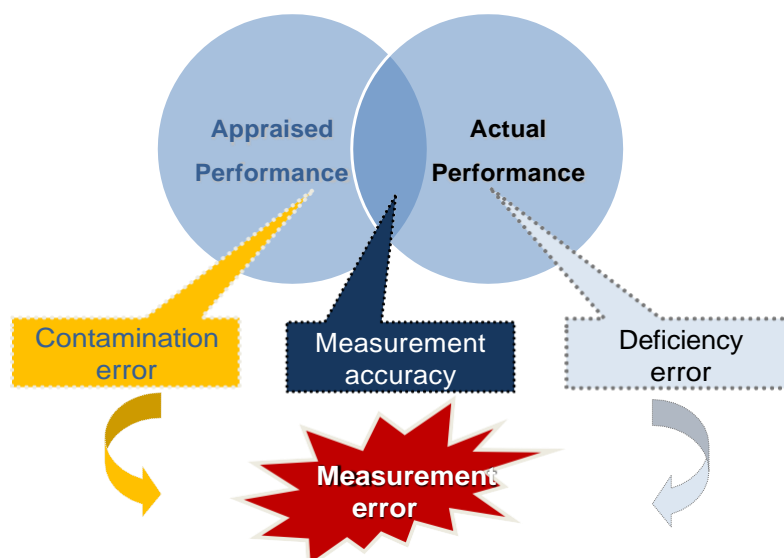 Appraised
Performance
Actual
Performance
Contamination
error
Measurement
accuracy
Deficiency
error
Measurement
error